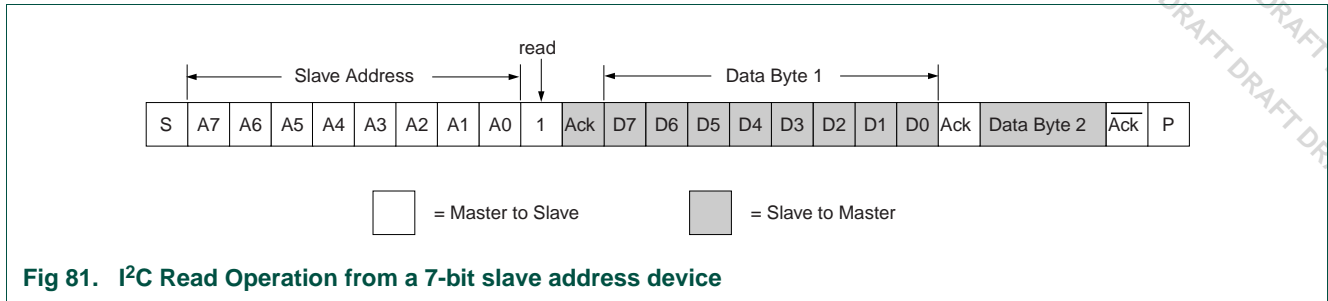 DRAFT DRAFT DRAFT
DRAFT
read
Slave Address
Data Byte 1
S A7 A6 A5 A4 A3 A2 A1 A0 1 Ack D7 D6 D5 D4 D3 D2 D1 D0 Ack Data Byte 2 A̅c̅k̅ P
= Master to Slave
= Slave to Master
Fig 81. I²C Read Operation from a 7-bit slave address device